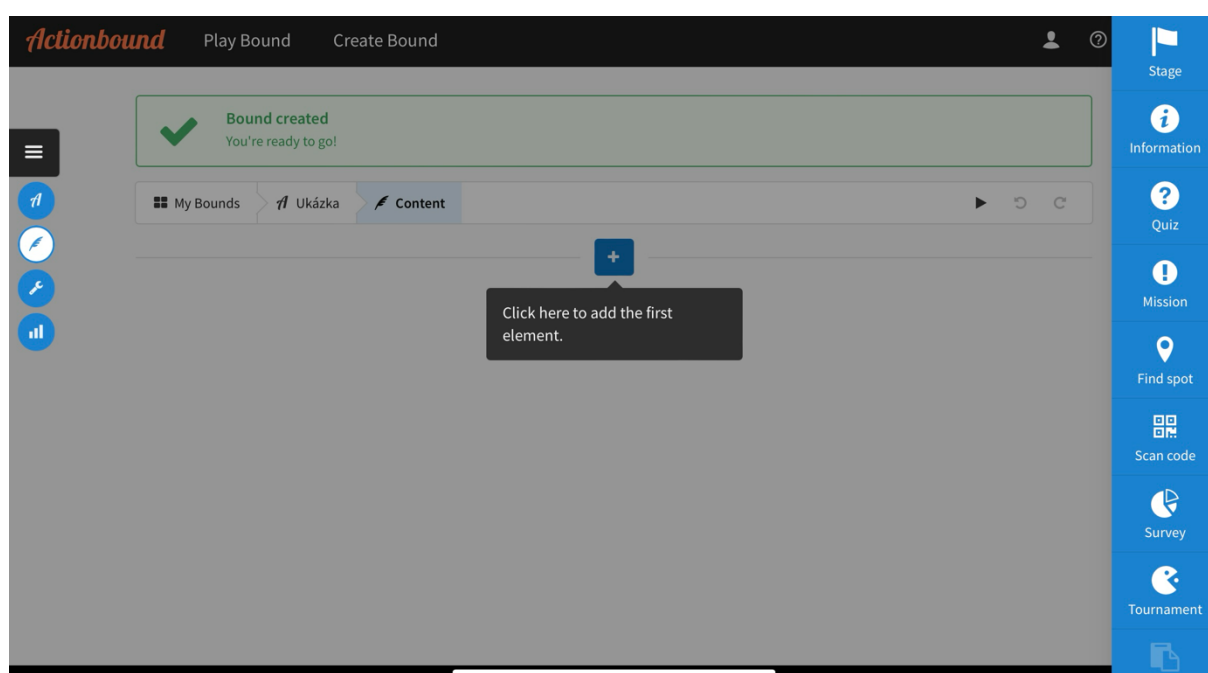 Actionbound Play Bound Create Bound
Bound created
You're ready to go!
My Bounds Ukázka Content
Click here to add the first
element.
Stage
Information
Quiz
Mission
Find spot
Scan code
Survey
Tournament